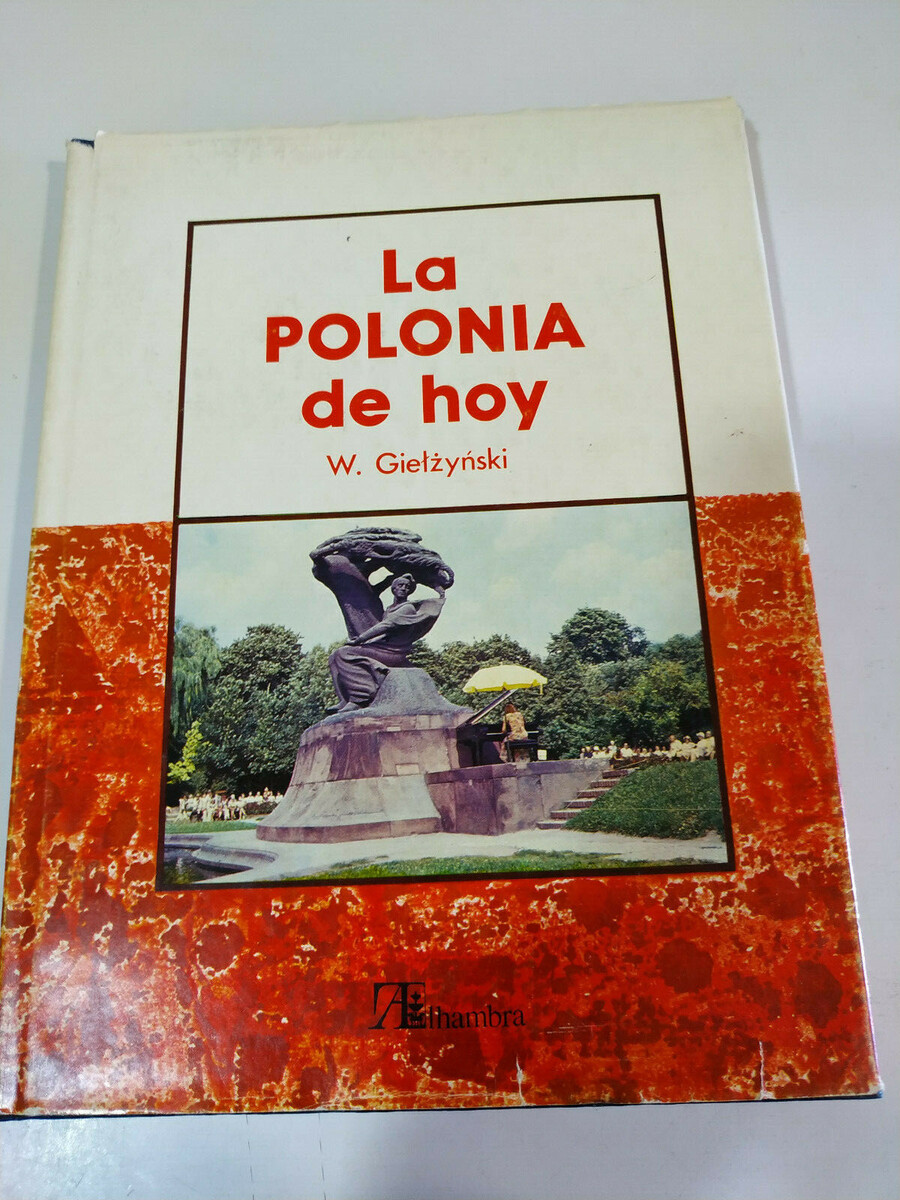 La
POLONIA
de hoy
W. Giełżyński
Alhambra